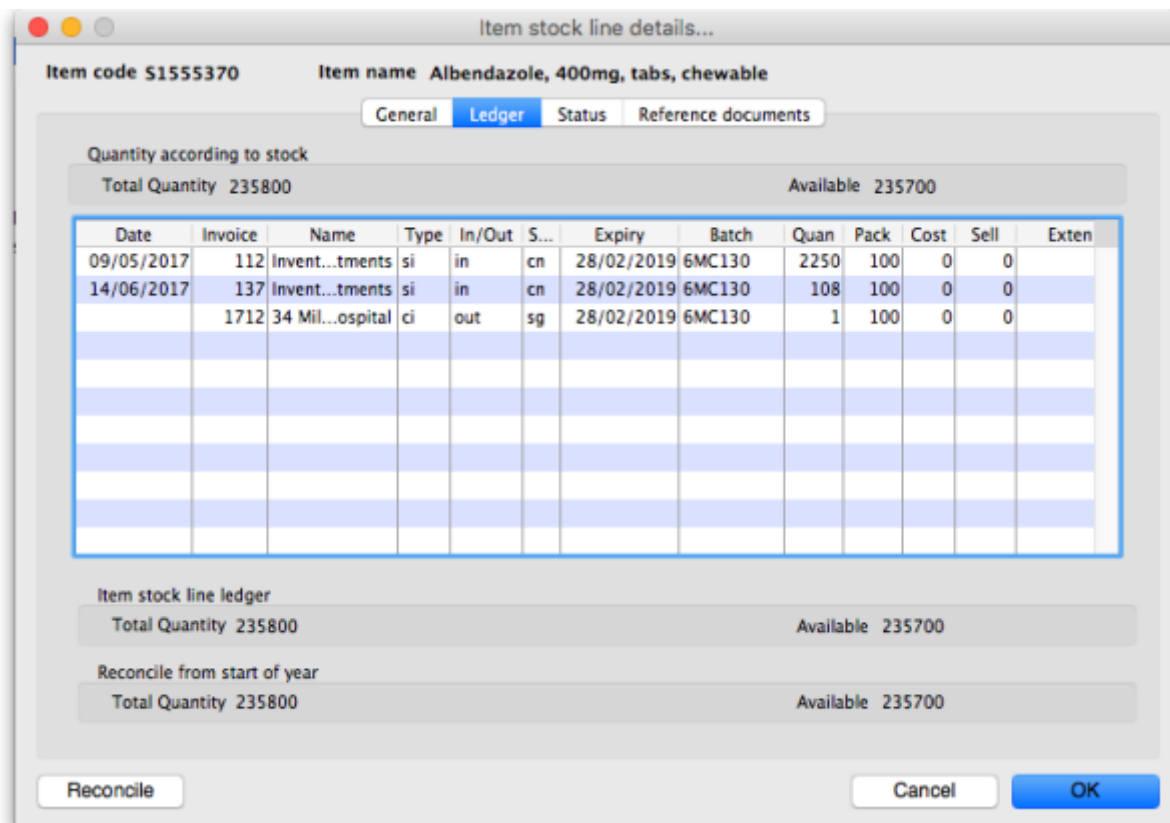 Item stock line details...
Item code S1555370 Item name Albendazole, 400mg, tabs, chewable
General Ledger Status Reference documents
Quantity according to stock
Total Quantity 235800 Available 235700
Date Invoice Name Type In/Out S... Expiry Batch Quan Pack Cost Sell Exten
09/05/2017 112 Invent...tments si in cn 28/02/2019 6MC130 2250 100 0 0
14/06/2017 137 Invent...tments si in cn 28/02/2019 6MC130 108 100 0 0
1712 34 Mil...ospital ci out sg 28/02/2019 6MC130 1 100 0 0
Item stock line ledger
Total Quantity 235800 Available 235700
Reconcile from start of year
Total Quantity 235800 Available 235700
Reconcile Cancel OK